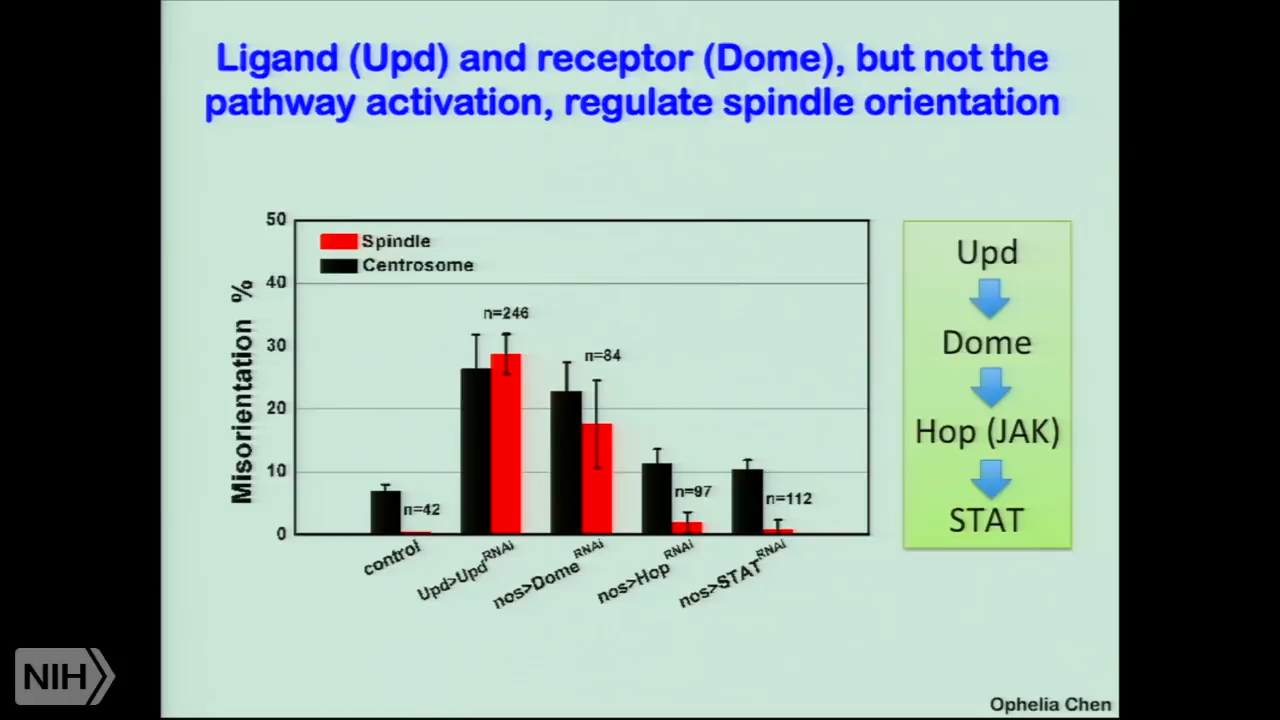 Ligand (Upd) and receptor (Dome), but not the
pathway activation, regulate spindle orientation
Misorientation %
50
40
30
20
10
0
Spindle
Centrosome
n=42
n=246
n=84
n=97
n=112
control
Upd>Upd^RNAi
nos>Dome^RNAi
nos>Hop^RNAi
nos>STAT^RNAi
Upd
Dome
Hop (JAK)
STAT
NIH
Ophelia Chen